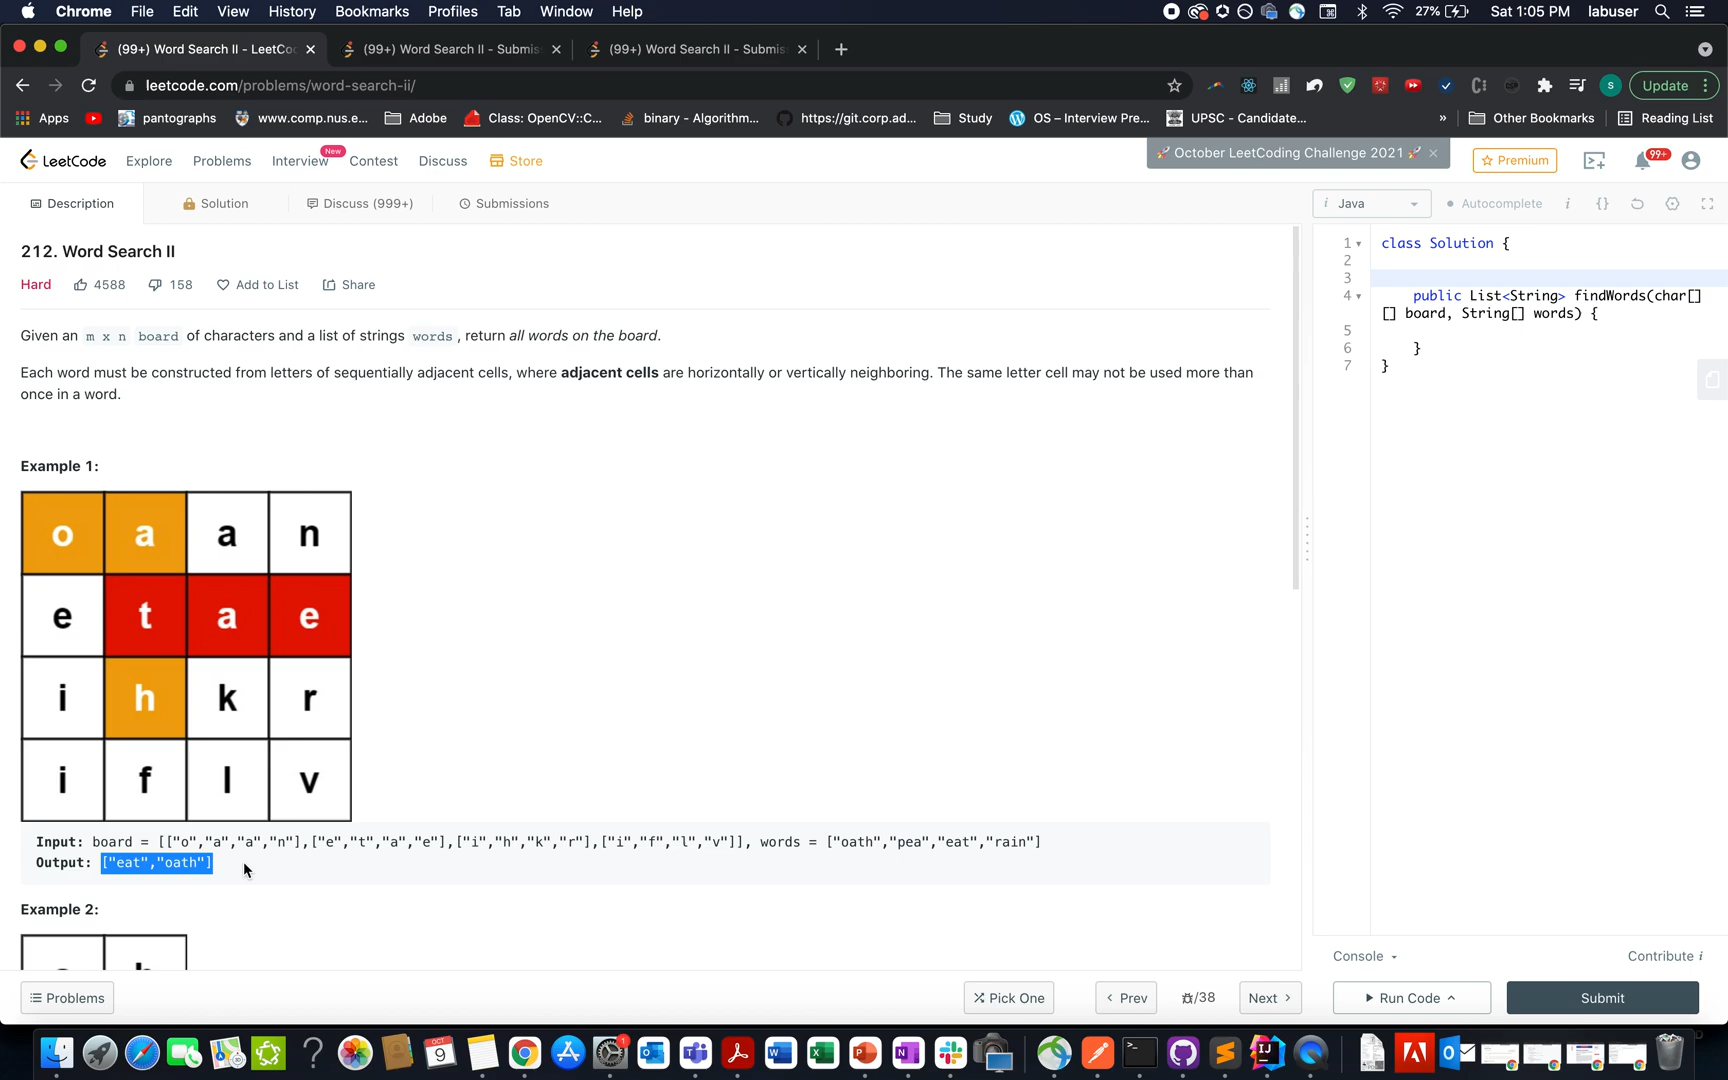 Chrome File Edit View History Bookmarks Profiles Tab Window Help 27% Sat 1:05 PM labuser
(99+) Word Search II - LeetCo (99+) Word Search II - Submis (99+) Word Search II - Submis
leetcode.com/problems/word-search-ii/ S Update
Apps pantographs www.comp.nus.e... Adobe Class: OpenCV::C... binary - Algorithm... https://git.corp.ad... Study OS – Interview Pre... UPSC - Candidate... » Other Bookmarks Reading List
LeetCode Explore Problems Interview New Contest Discuss Store October LeetCoding Challenge 2021 Premium 99+
Description Solution Discuss (999+) Submissions i Java Autocomplete i {}
212. Word Search II
Hard 4588 158 Add to List Share
Given an m x n board of characters and a list of strings words, return all words on the board.
Each word must be constructed from letters of sequentially adjacent cells, where adjacent cells are horizontally or vertically neighboring. The same letter cell may not be used more than
once in a word.
Example 1:
o a a n
e t a e
i h k r
i f l v
Input: board = [["o","a","a","n"],["e","t","a","e"],["i","h","k","r"],["i","f","l","v"]], words = ["oath","pea","eat","rain"]
Output: ["eat","oath"]
Example 2:
1 class Solution {
2
3
4 public List<String> findWords(char[]
[] board, String[] words) {
5
6 }
7 }
Console Contribute i
Problems Pick One < Prev /38 Next > Run Code Submit
OCT 9 1